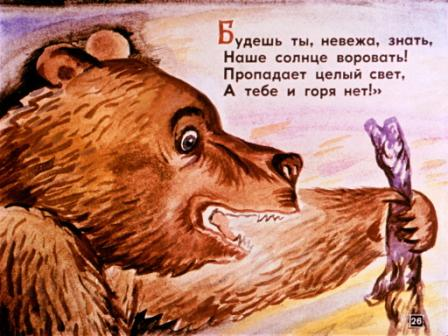 Будешь ты, невежа, знать,
Наше солнце воровать!
Пропадает целый свет,
А тебе и горя нет!»
26